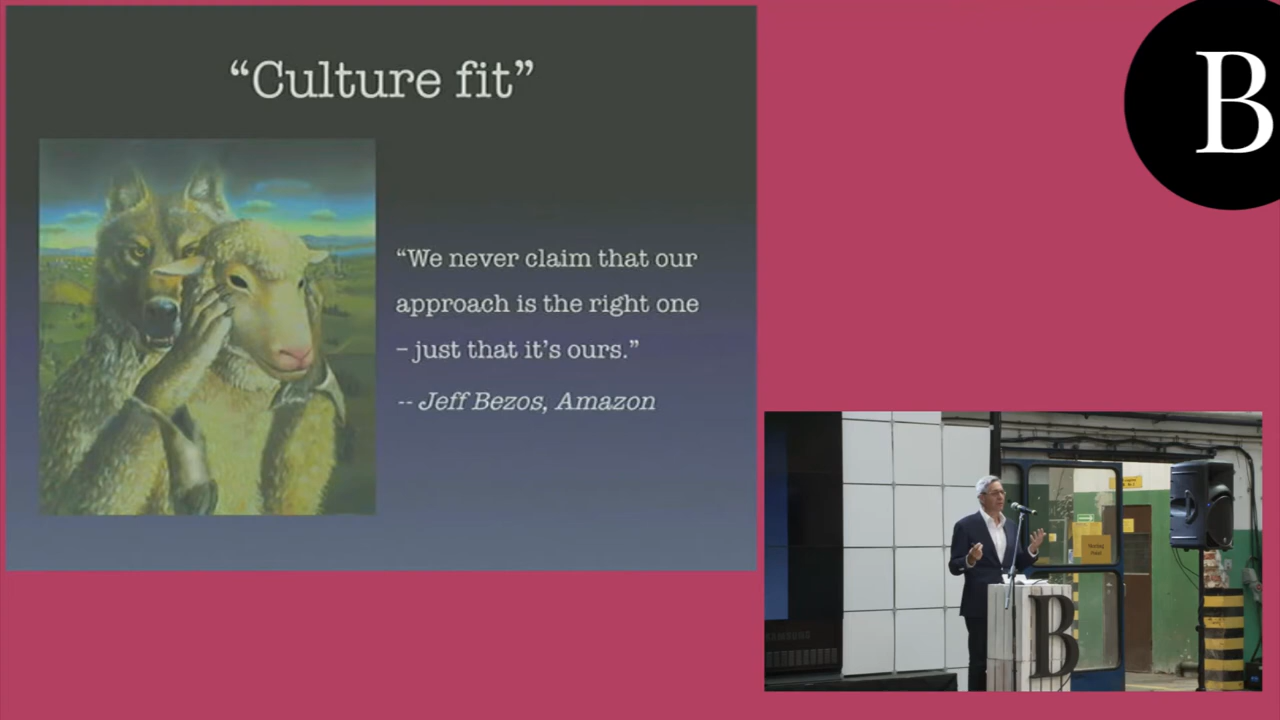 “Culture fit”
“We never claim that our
approach is the right one
– just that it’s ours.”
-- Jeff Bezos, Amazon
B
B